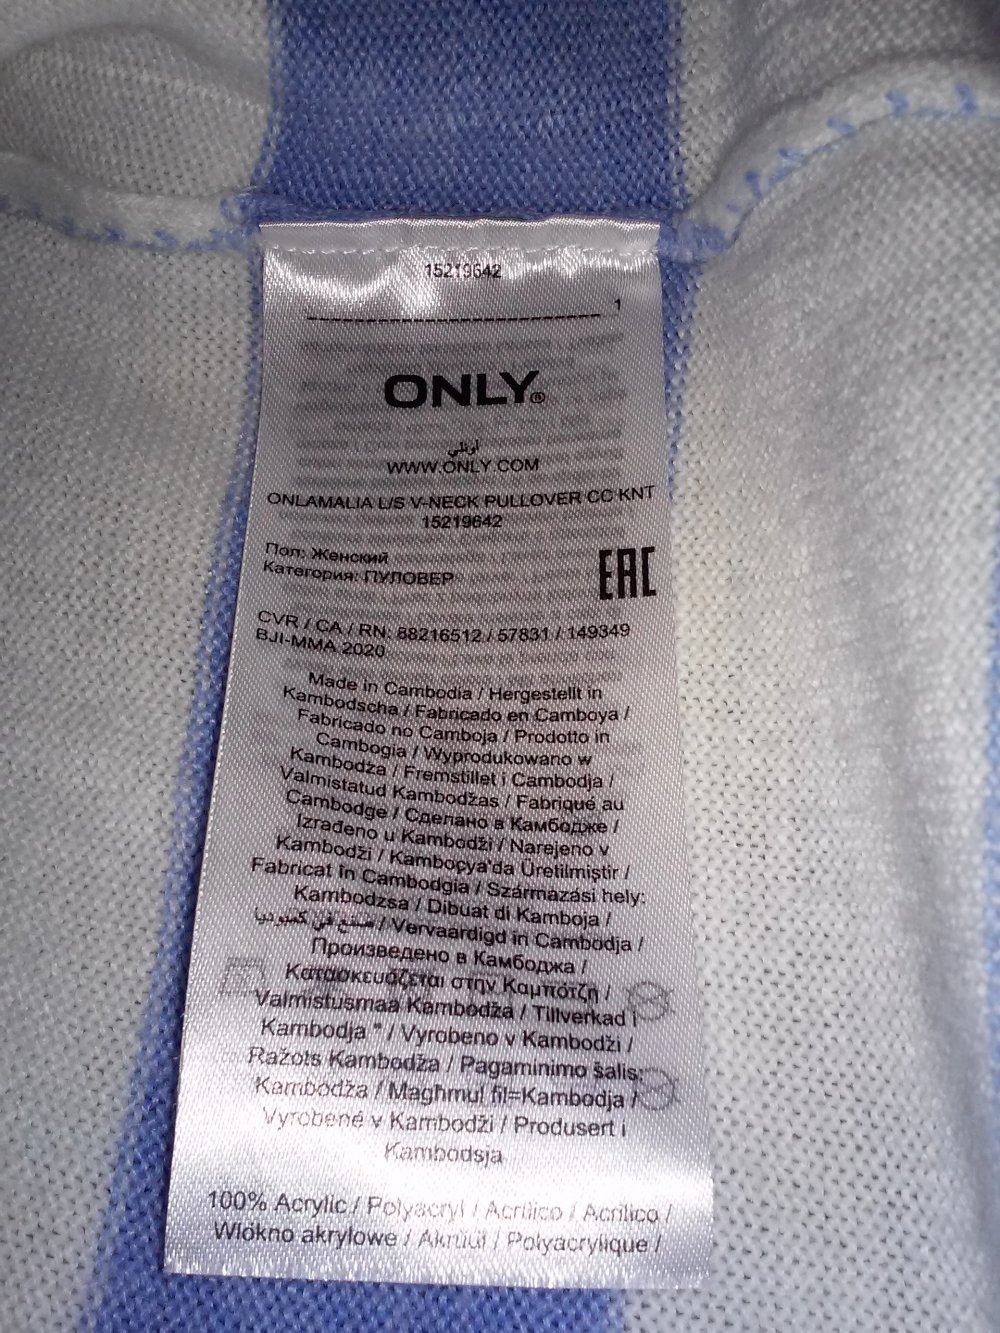 15219642
1
ONLY®
أونلي
WWW.ONLY.COM
ONLAMALIA L/S V-NECK PULLOVER CC KNT
15219642
Пол: Женский
Категория: ПУЛОВЕР
EAC
CVR / CA / RN: 88216512 / 57831 / 149349
BJI-MMA 2020
Made in Cambodia / Hergestellt in
Kambodscha / Fabricado en Camboya /
Fabricado no Camboja / Prodotto in
Cambogia / Wyprodukowano w
Kambodża / Fremstillet i Cambodja /
Valmistatud Kambodžas / Fabriqué au
Cambodge / Сделано в Камбодже /
Izrađeno u Kambodži / Narejeno v
Kambodži / Kamboçya'da Üretilmiştir /
Fabricat în Cambodgia / Származási hely:
Kambodzsa / Dibuat di Kamboja /
صنع في كمبوديا / Vervaardigd in Cambodja /
Произведено в Камбоджа /
Κατασκευάζεται στην Καμπότζη /
Valmistusmaa Kambodža / Tillverkad i
Kambodja " / Vyrobeno v Kambodži /
Ražots Kambodža / Pagaminimo šalis:
Kambodža / Magħmul fil=Kambodja /
Vyrobené v Kambodži / Produsert i
Kambodsja
100% Acrylic / Polyacryl / Acrilico / Acrílico /
Włókno akrylowe / Akrüül / Polyacrylique /